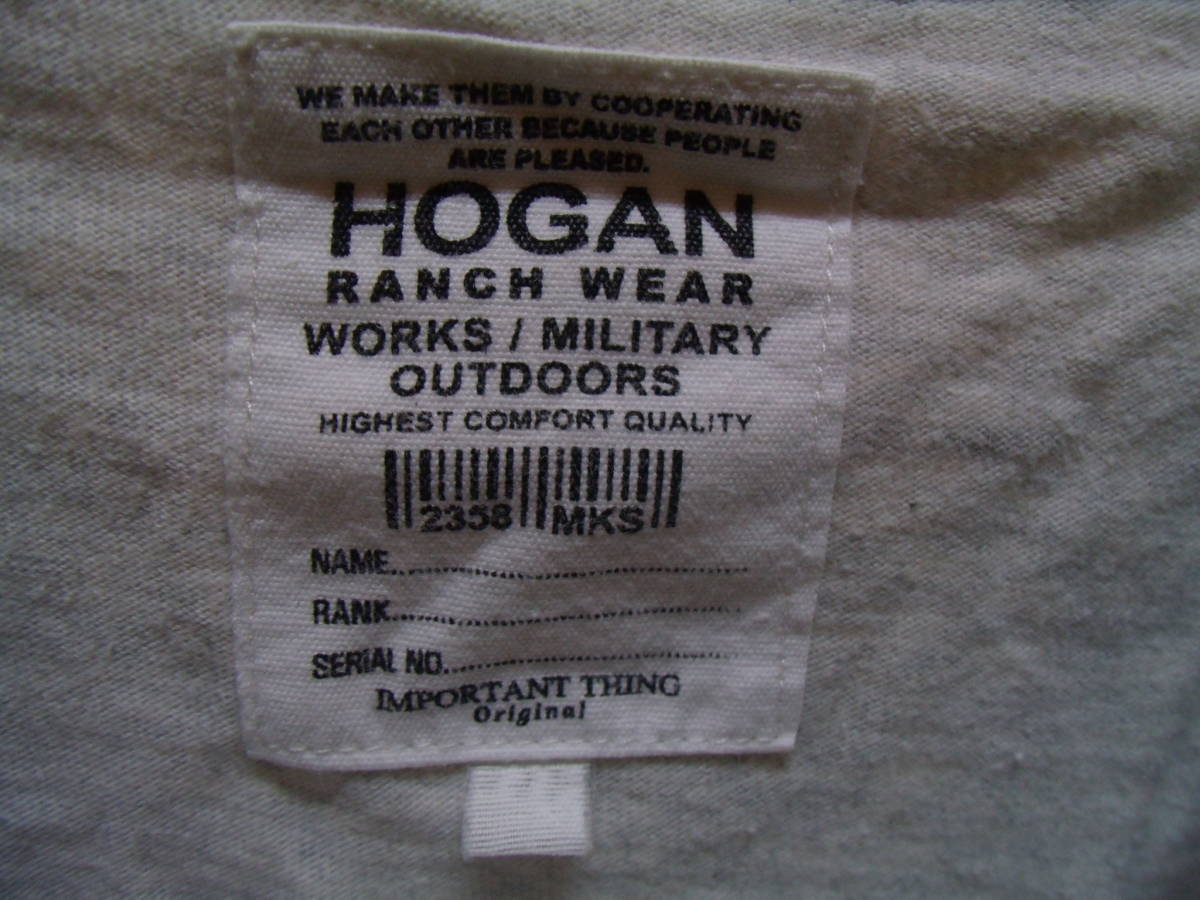 WE MAKE THEM BY COOPERATING
EACH OTHER BECAUSE PEOPLE
ARE PLEASED.
HOGAN
RANCH WEAR
WORKS / MILITARY
OUTDOORS
HIGHEST COMFORT QUALITY
2358 MKS
NAME..............................
RANK..............................
SERIAL NO..............................
IMPORTANT THING
Original